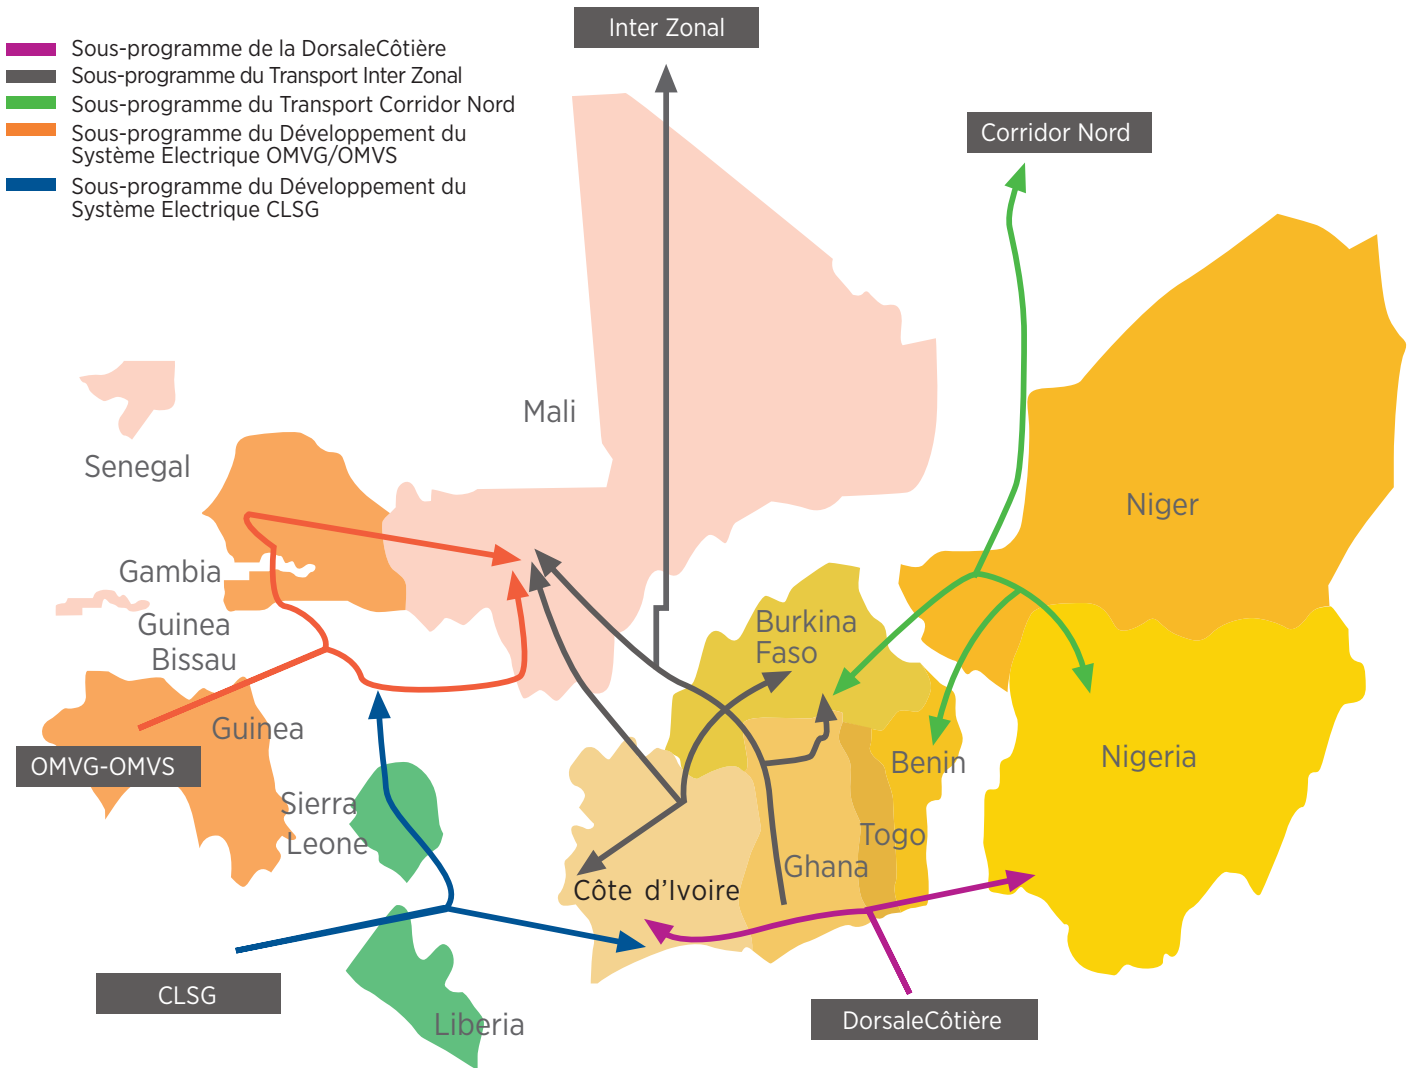 Inter Zonal
Sous-programme de la DorsaleCôtière
Sous-programme du Transport Inter Zonal
Sous-programme du Transport Corridor Nord
Sous-programme du Développement du
Système Electrique OMVG/OMVS
Sous-programme du Développement du
Système Electrique CLSG
Corridor Nord
Mali
Senegal
Niger
Gambia
Guinea
Bissau
Burkina
Faso
Guinea
OMVG-OMVS
Benin
Nigeria
Sierra
Leone
Togo
Ghana
Côte d'Ivoire
CLSG
Liberia
DorsaleCôtière